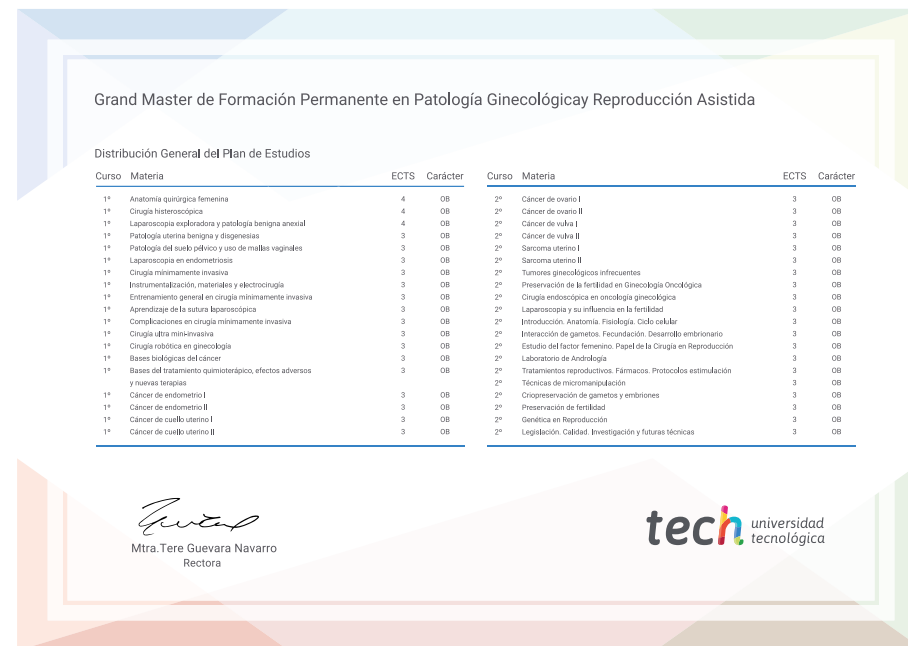 Grand Master de Formación Permanente en Patología Ginecológicay Reproducción Asistida
Distribución General del Plan de Estudios
Curso Materia ECTS Carácter
1º Anatomía quirúrgica femenina 4 OB
1º Cirugía histeroscópica 4 OB
1º Laparoscopia exploradora y patología benigna anexial 4 OB
1º Patología uterina benigna y disgenesias 3 OB
1º Patología del suelo pélvico y uso de mallas vaginales 3 OB
1º Laparoscopia en endometriosis 3 OB
1º Cirugía mínimamente invasiva 3 OB
1º Instrumentalización, materiales y electrocirugía 3 OB
1º Entrenamiento general en cirugía mínimamente invasiva 3 OB
1º Aprendizaje de la sutura laparoscópica 3 OB
1º Complicaciones en cirugía mínimamente invasiva 3 OB
1º Cirugía ultra mini-invasiva 3 OB
1º Cirugía robótica en ginecología 3 OB
1º Bases biológicas del cáncer 3 OB
1º Bases del tratamiento quimioterápico, efectos adversos 3 OB
y nuevas terapias
1º Cáncer de endometrio I 3 OB
1º Cáncer de endometrio II 3 OB
1º Cáncer de cuello uterino I 3 OB
1º Cáncer de cuello uterino II 3 OB
Curso Materia ECTS Carácter
2º Cáncer de ovario I 3 OB
2º Cáncer de ovario II 3 OB
2º Cáncer de vulva I 3 OB
2º Cáncer de vulva II 3 OB
2º Sarcoma uterino I 3 OB
2º Sarcoma uterino II 3 OB
2º Tumores ginecológicos infrecuentes 3 OB
2º Preservación de la fertilidad en Ginecología Oncológica 3 OB
2º Cirugía endoscópica en oncología ginecológica 3 OB
2º Laparoscopia y su influencia en la fertilidad 3 OB
2º Introducción. Anatomía. Fisiología. Ciclo celular 3 OB
2º Interacción de gametos. Fecundación. Desarrollo embrionario 3 OB
2º Estudio del factor femenino. Papel de la Cirugía en Reproducción 3 OB
2º Laboratorio de Andrología 3 OB
2º Tratamientos reproductivos. Fármacos. Protocolos estimulación 3 OB
2º Técnicas de micromanipulación 3 OB
2º Criopreservación de gametos y embriones 3 OB
2º Preservación de fertilidad 3 OB
2º Genética en Reproducción 3 OB
2º Legislación. Calidad. Investigación y futuras técnicas 3 OB
Mtra.Tere Guevara Navarro
Rectora
tech universidad
tecnológica